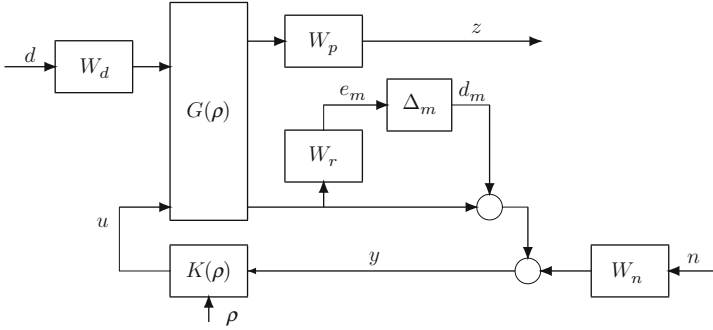 z
d
W_d
W_p
e_m
Δ_m
d_m
G(ρ)
W_r
u
K(ρ)
y
W_n
n
ρ